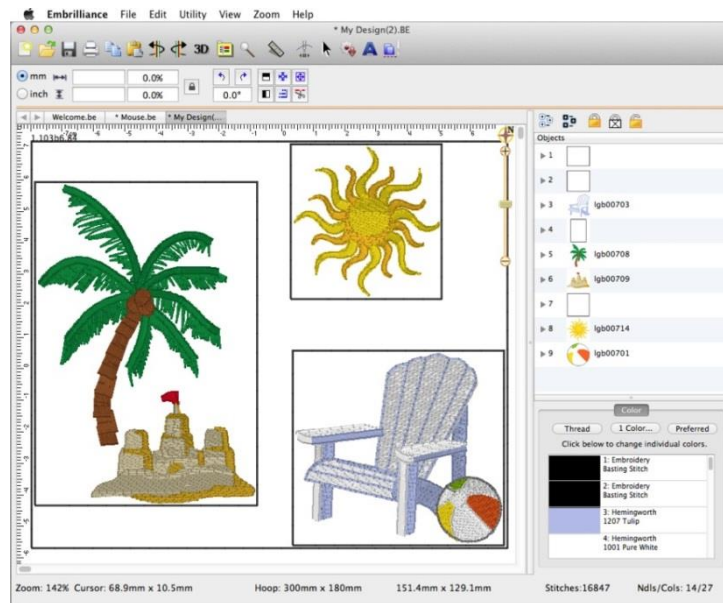 Embrilliance File Edit Utility View Zoom Help
* My Design(2).BE
3D
mm 0.0%
inch 0.0% 0.0°
Welcome.be * Mouse.be * My Design(...
N
Objects
1
2
3 lgb00703
4
5 lgb00708
6 lgb00709
7
8 lgb00714
9 lgb00701
Color
Thread 1 Color... Preferred
Click below to change individual colors.
1: Embroidery
Basting Stitch
2: Embroidery
Basting Stitch
3: Hemingworth
1207 Tulip
4: Hemingworth
1001 Pure White
Zoom: 142% Cursor: 68.9mm x 10.5mm Hoop: 300mm x 180mm 151.4mm x 129.1mm Stitches:16847 Ndls/Cols: 14/27